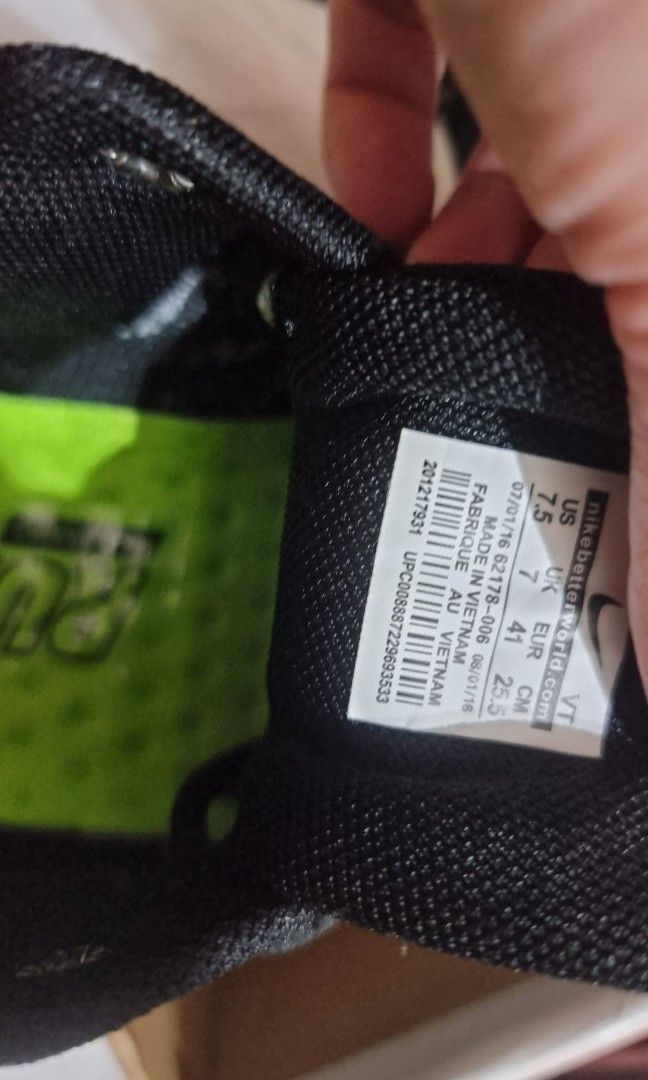 nikebetterworld.com VT
US UK EUR CM
7.5 7 41 25.5
07/01/16 62178-006 08/01/16
MADE IN VIETNAM
FABRIQUE AU VIETNAM
201217931 UPC00887229693533